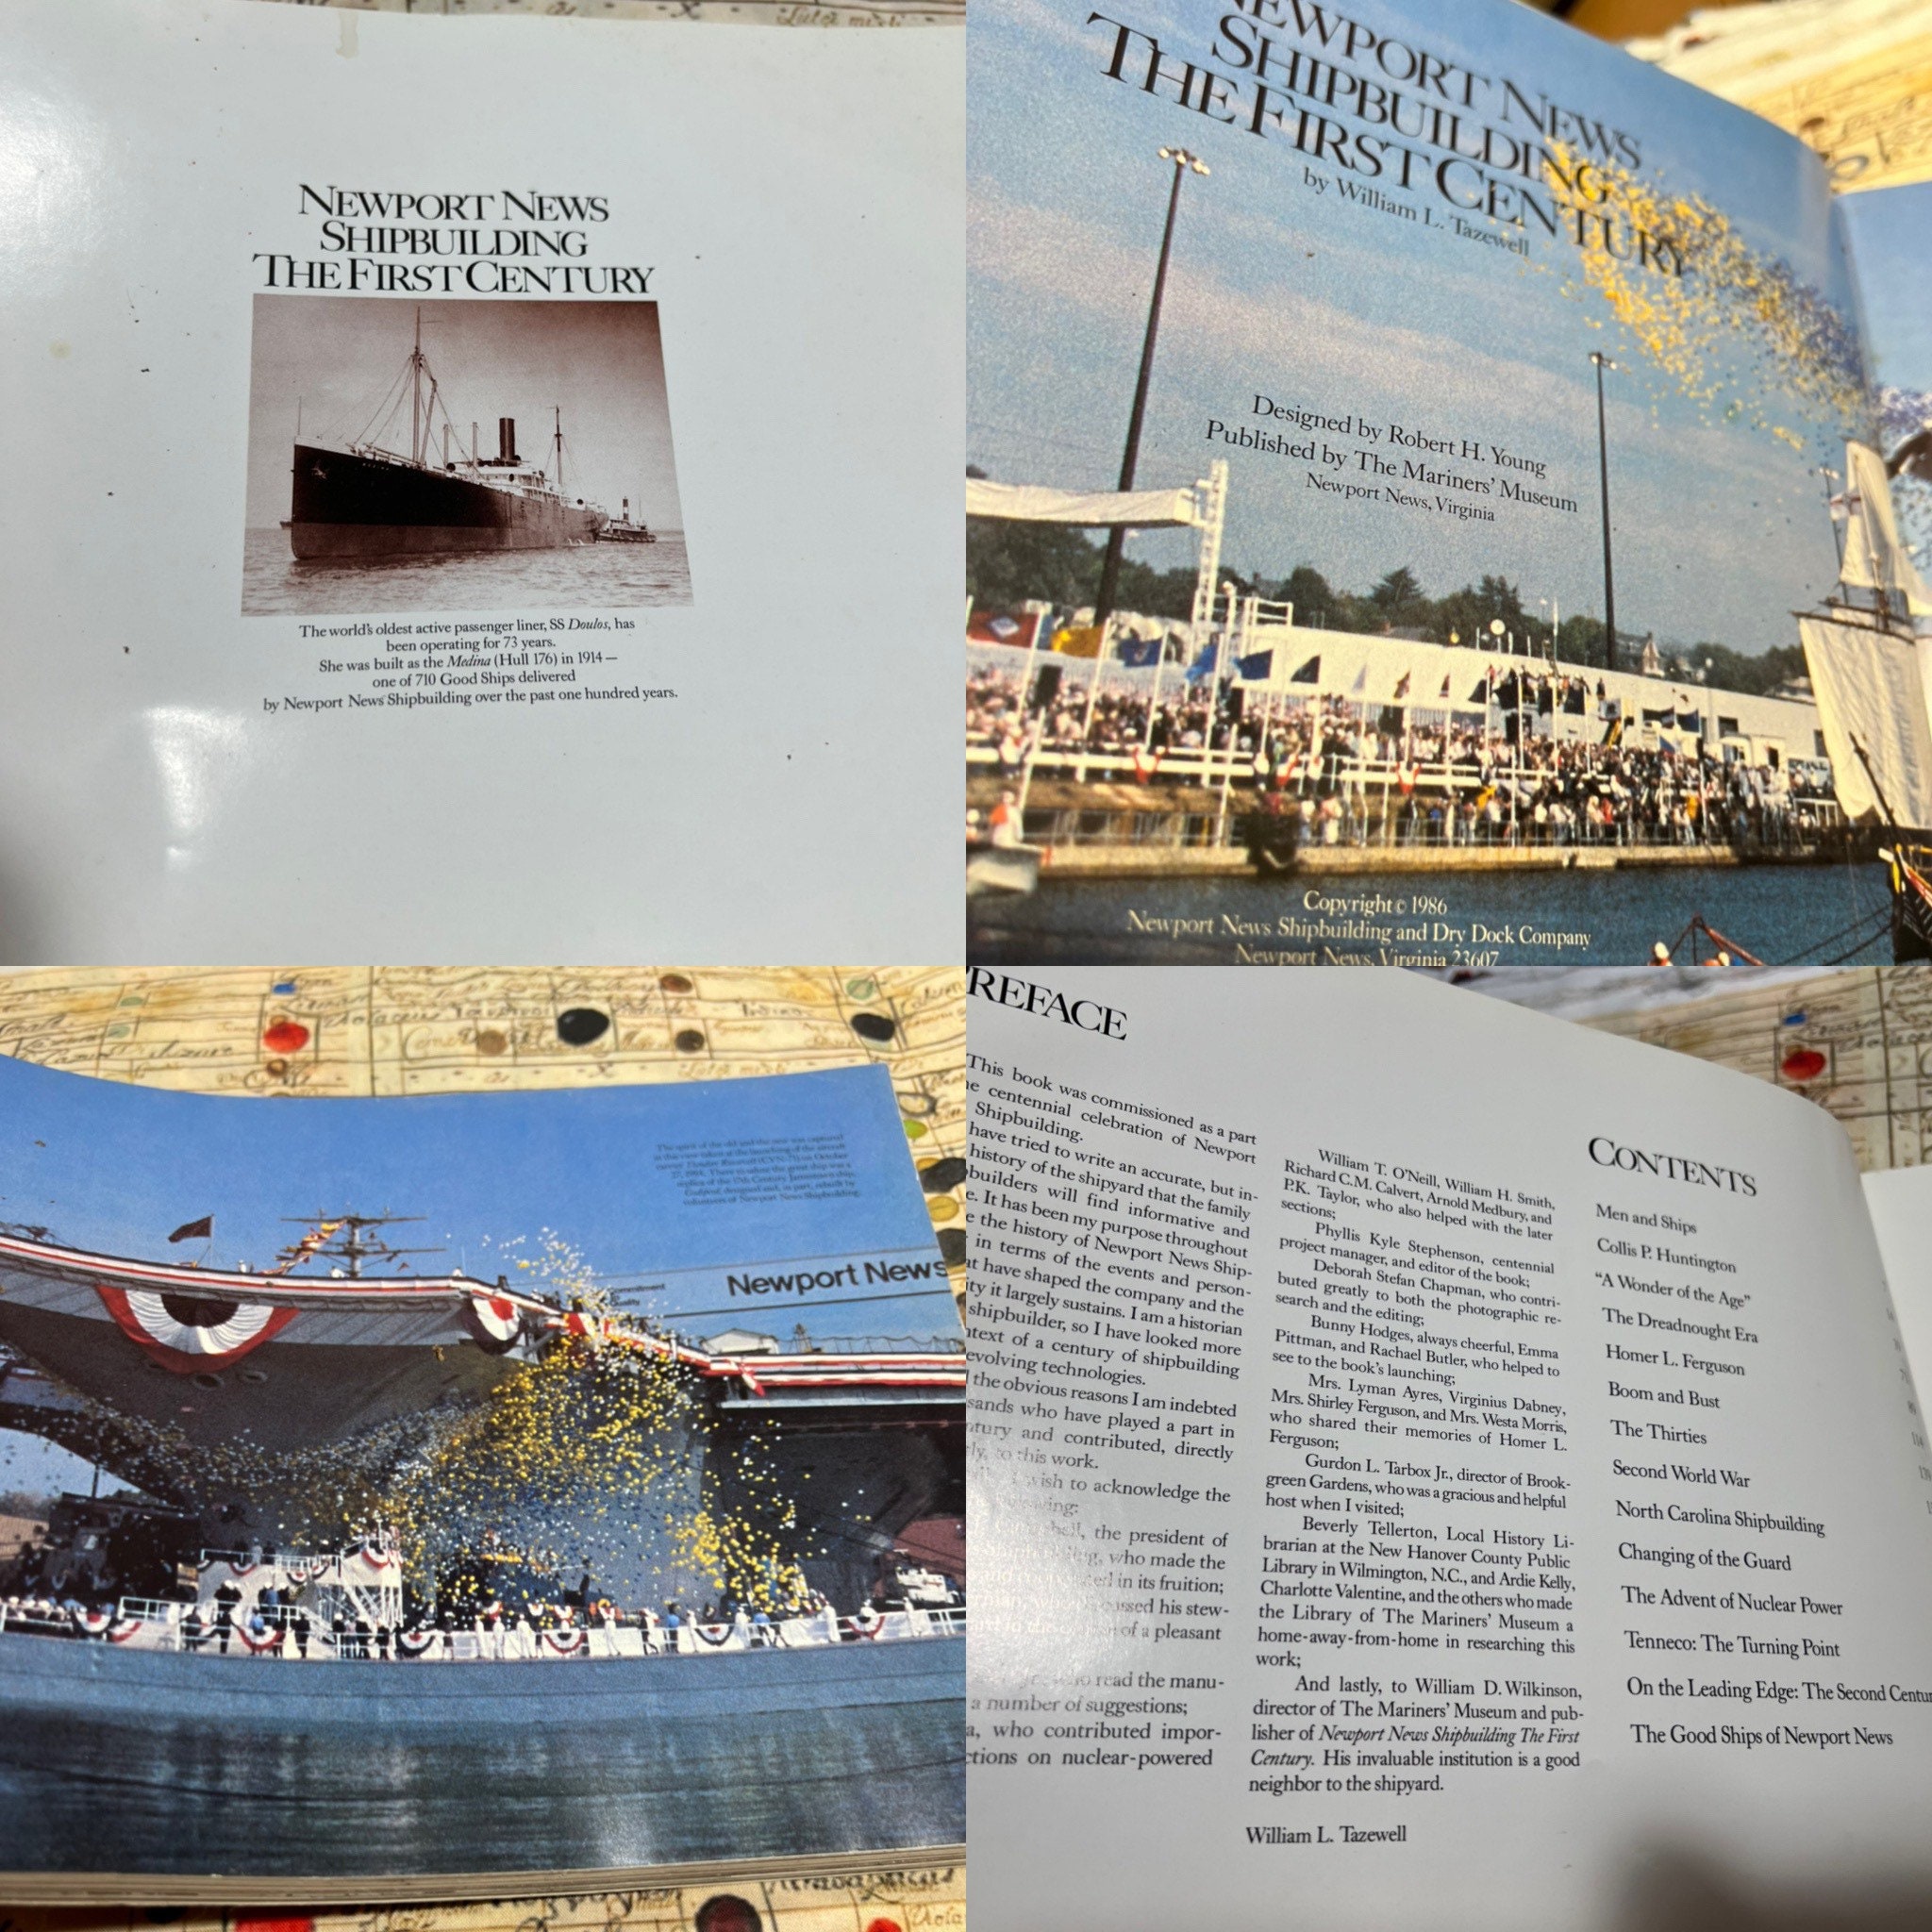 NEWPORT NEWS
SHIPBUILDING
THE FIRST CENTURY
The world's oldest active passenger liner, SS Doulos, has
been operating for 73 years.
She was built as the Medina (Hull 176) in 1914 —
one of 710 Good Ships delivered
by Newport News Shipbuilding over the past one hundred years.
NEWPORT NEWS
SHIPBUILDING
THE FIRST CENTURY
by William L. Tazewell
Designed by Robert H. Young
Published by The Mariners' Museum
Newport News, Virginia
Copyright © 1986
Newport News Shipbuilding and Dry Dock Company
Newport News, Virginia 23607
The spirit of the old and the new was captured
Newport News
REFACE
This book was commissioned as a part
centennial celebration of Newport
Shipbuilding.
have tried to write an accurate, but in-
history of the shipyard that the family
builders will find informative and
It has been my purpose throughout
the history of Newport News Ship-
in terms of the events and person-
have shaped the company and the
it largely sustains. I am a historian
shipbuilder, so I have looked more
of a century of shipbuilding
evolving technologies.
the obvious reasons I am indebted
who have played a part in
and contributed, directly
to this work.
wish to acknowledge the
the president of
who made the
in its fruition;
his stew-
of a pleasant
who read the manu-
a number of suggestions;
who contributed impor-
on nuclear-powered
William T. O'Neill, William H. Smith,
Richard C.M. Calvert, Arnold Medbury, and
P.K. Taylor, who also helped with the later
sections;
Phyllis Kyle Stephenson, centennial
project manager, and editor of the book;
Deborah Stefan Chapman, who contri-
buted greatly to both the photographic re-
search and the editing;
Bunny Hodges, always cheerful, Emma
Pittman, and Rachael Butler, who helped to
see to the book's launching;
Mrs. Lyman Ayres, Virginius Dabney,
Mrs. Shirley Ferguson, and Mrs. Westa Morris,
who shared their memories of Homer L.
Ferguson;
Gurdon L. Tarbox Jr., director of Brook-
green Gardens, who was a gracious and helpful
host when I visited;
Beverly Tellerton, Local History Li-
brarian at the New Hanover County Public
Library in Wilmington, N.C., and Ardie Kelly,
Charlotte Valentine, and the others who made
the Library of The Mariners' Museum a
home-away-from-home in researching this
work;
And lastly, to William D. Wilkinson,
director of The Mariners' Museum and pub-
lisher of Newport News Shipbuilding The First
Century. His invaluable institution is a good
neighbor to the shipyard.
William L. Tazewell
CONTENTS
Men and Ships
Collis P. Huntington
"A Wonder of the Age"
The Dreadnought Era
Homer L. Ferguson
Boom and Bust
The Thirties
Second World War
North Carolina Shipbuilding
Changing of the Guard
The Advent of Nuclear Power
Tenneco: The Turning Point
On the Leading Edge: The Second Centur
The Good Ships of Newport News